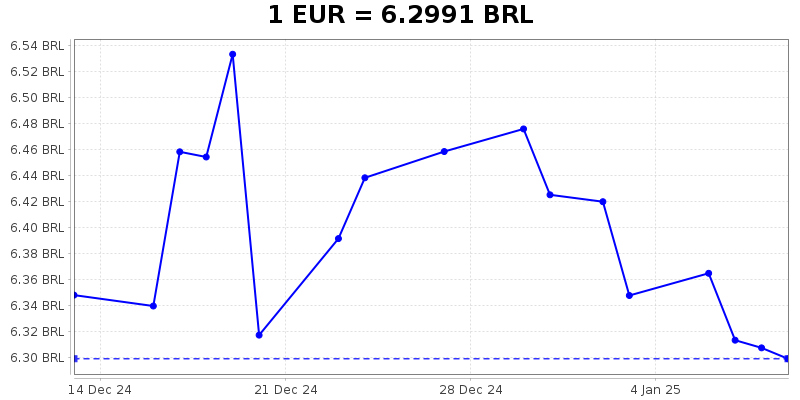 1 EUR = 6.2991 BRL
6.54 BRL
6.52 BRL
6.50 BRL
6.48 BRL
6.46 BRL
6.44 BRL
6.42 BRL
6.40 BRL
6.38 BRL
6.36 BRL
6.34 BRL
6.32 BRL
6.30 BRL
14 Dec 24 21 Dec 24 28 Dec 24 4 Jan 25